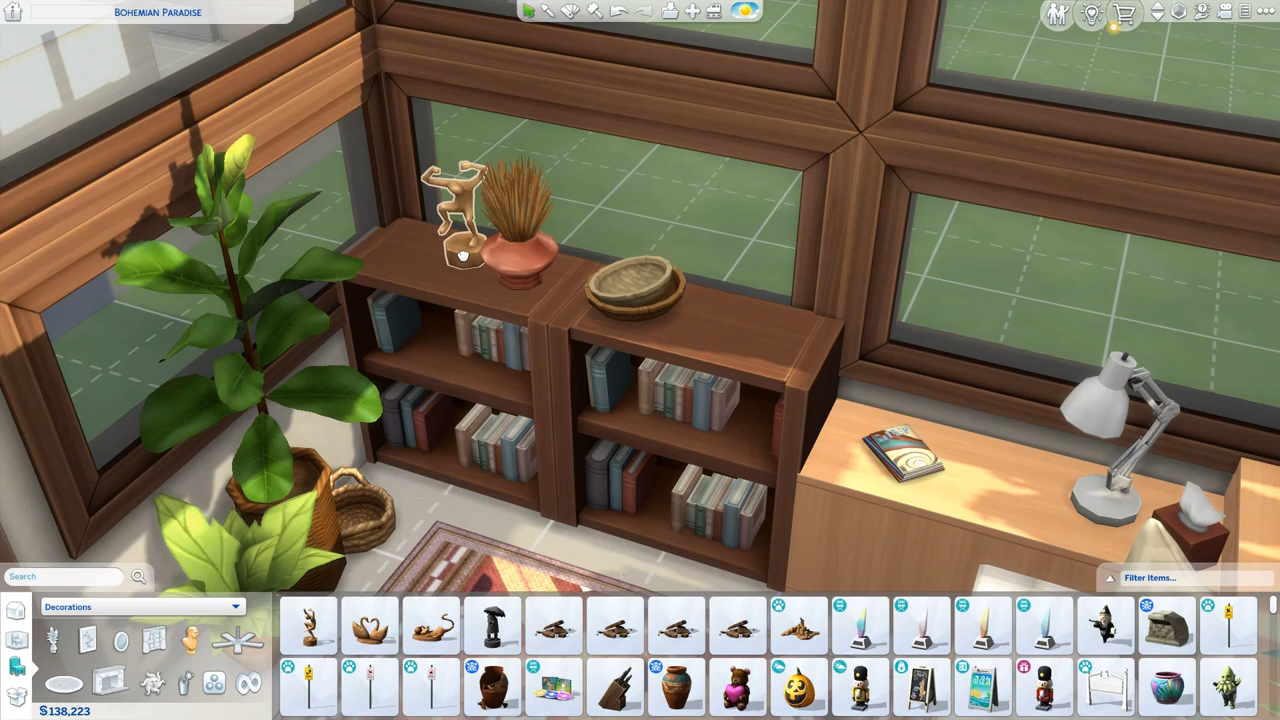 BOHEMIAN PARADISE
Search
Filter Items...
Decorations
§138,223